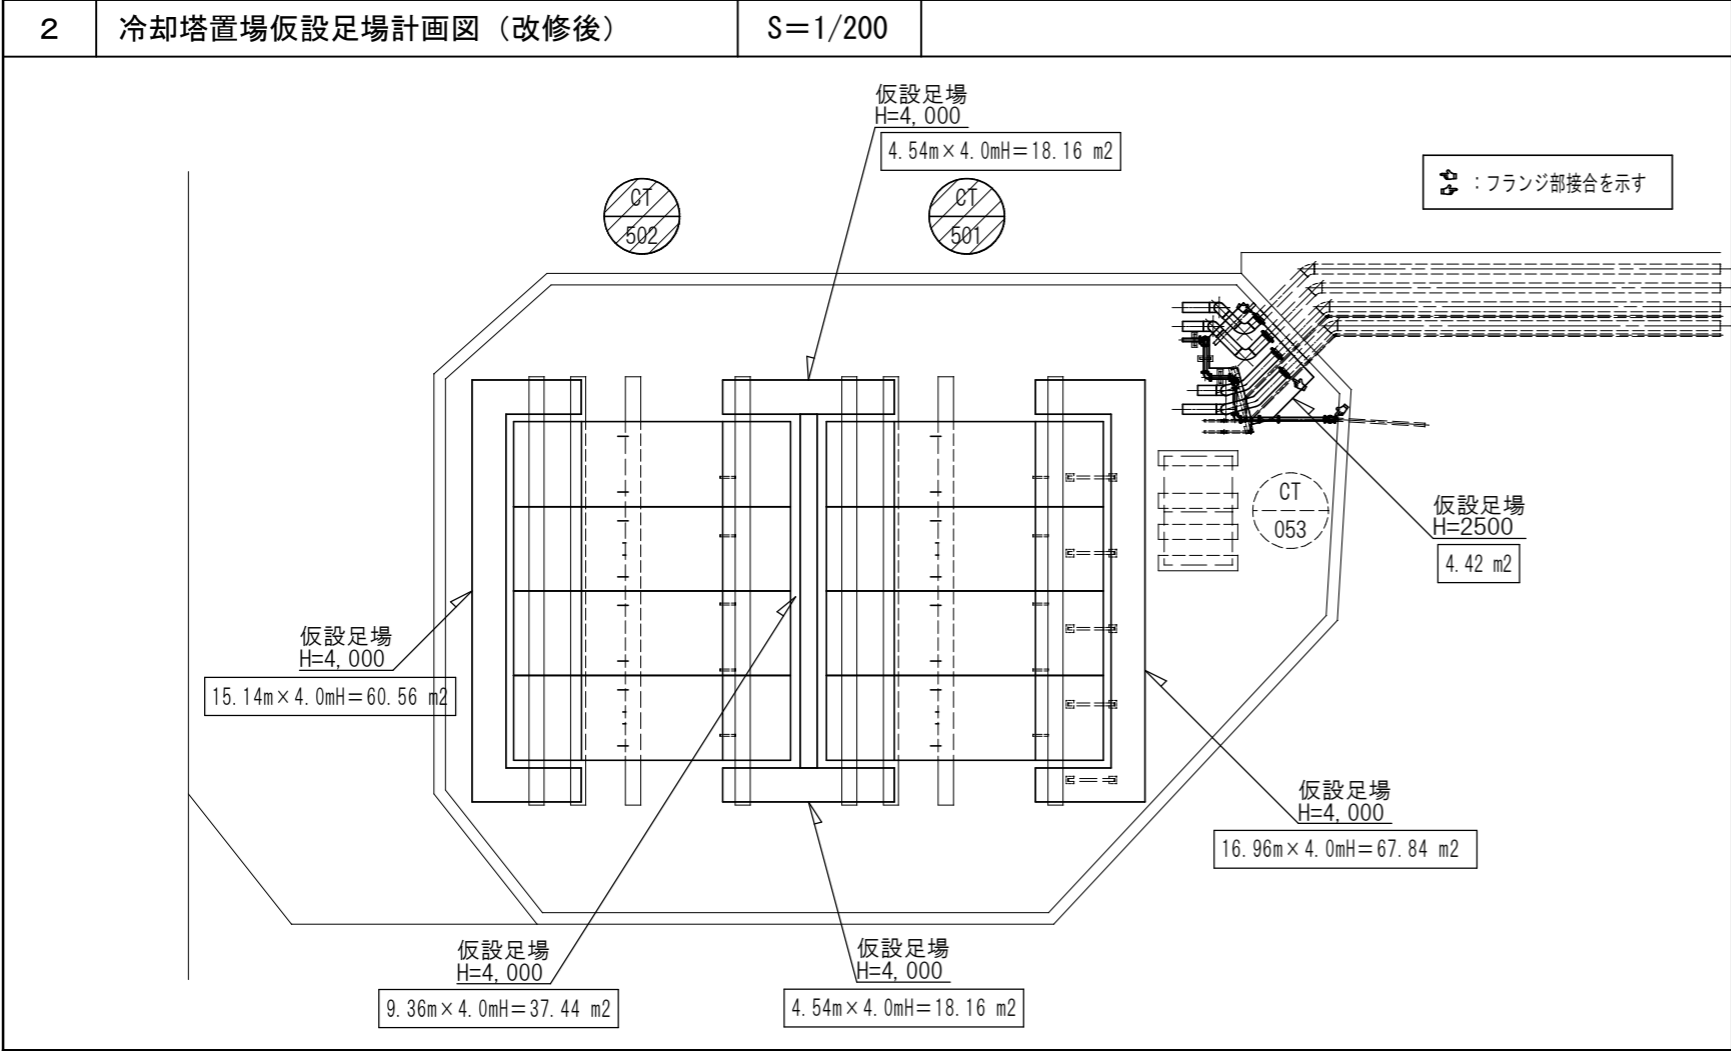 2 冷却塔置場仮設足場計画図（改修後） S＝1/200
仮設足場
H=4,000
4.54m×4.0mH＝18.16 m2
：フランジ部接合を示す
CT
502
CT
501
CT
053
仮設足場
H=2500
4.42 m2
仮設足場
H=4,000
15.14m×4.0mH＝60.56 m2
仮設足場
H=4,000
16.96m×4.0mH＝67.84 m2
仮設足場
H=4,000
9.36m×4.0mH＝37.44 m2
仮設足場
H=4,000
4.54m×4.0mH＝18.16 m2